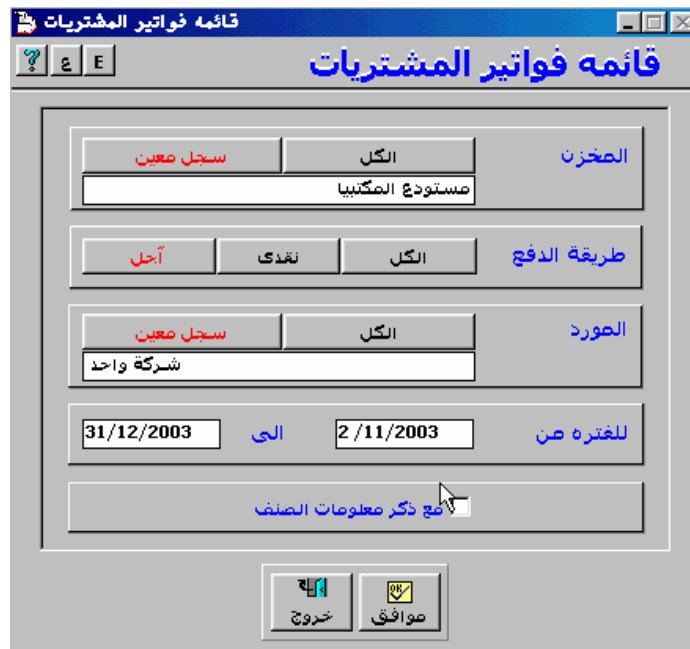 قائمه فواتير المشتريات
قائمه فواتير المشتريات
E ع ?
المخزن
الكل سجل معين
مستودع المكتبيا
طريقة الدفع
الكل نقدى آجل
المورد
الكل سجل معين
شركة واحد
للفتره من 2 /11/2003 الى 31/12/2003
مع ذكر معلومات الصنف
OK
موافق خروج